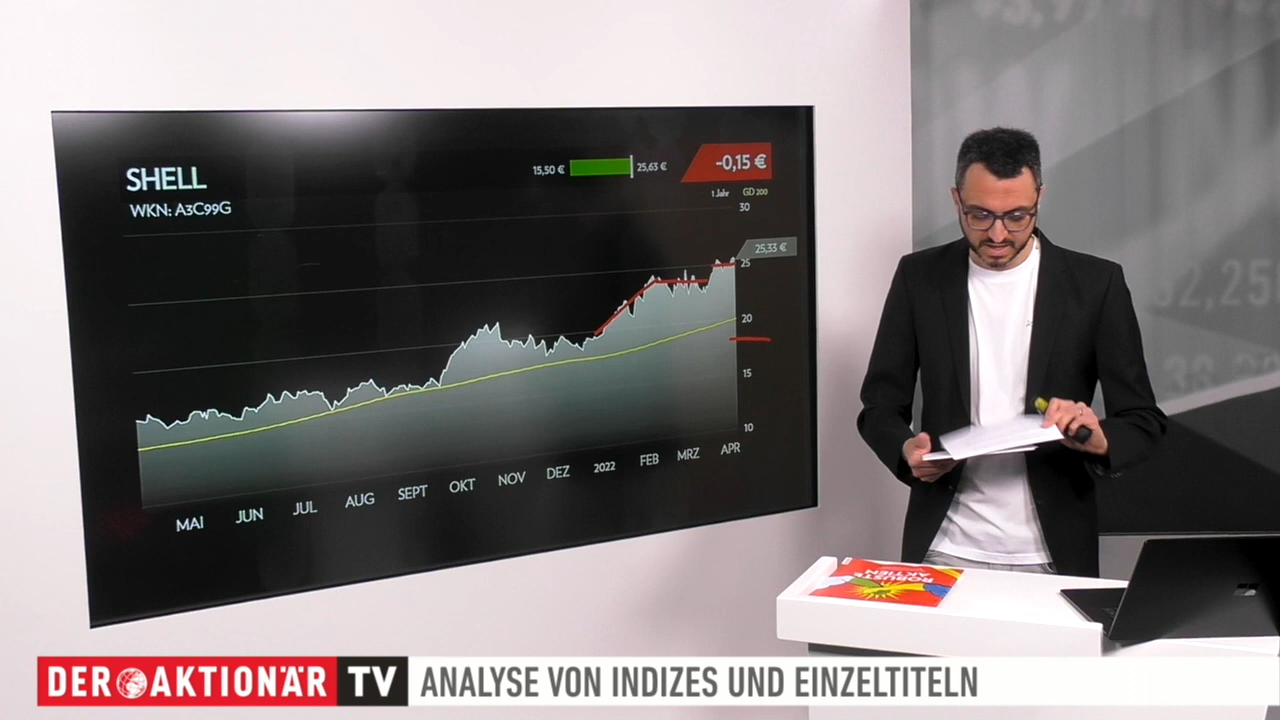 SHELL
WKN: A3C99G
15,50 €
25,63 €
-0,15 €
1 Jahr
GD 200
30
25,33 €
25
20
15
10
MAI
JUN
JUL
AUG
SEPT
OKT
NOV
DEZ
2022
FEB
MRZ
APR
ROBUSTE
AKTIEN
DER AKTIONÄR TV
ANALYSE VON INDIZES UND EINZELTITELN